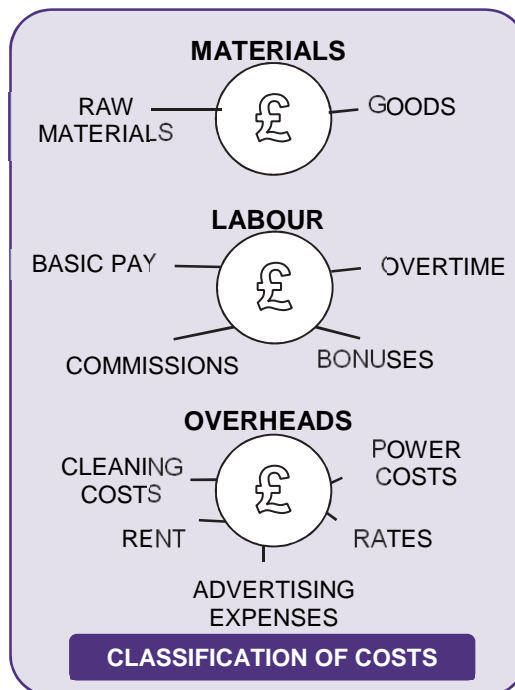 MATERIALS
£
RAW
MATERIALS
GOODS
LABOUR
£
BASIC PAY
OVERTIME
COMMISSIONS
BONUSES
OVERHEADS
£
CLEANING
COSTS
POWER
COSTS
RENT
RATES
ADVERTISING
EXPENSES
CLASSIFICATION OF COSTS